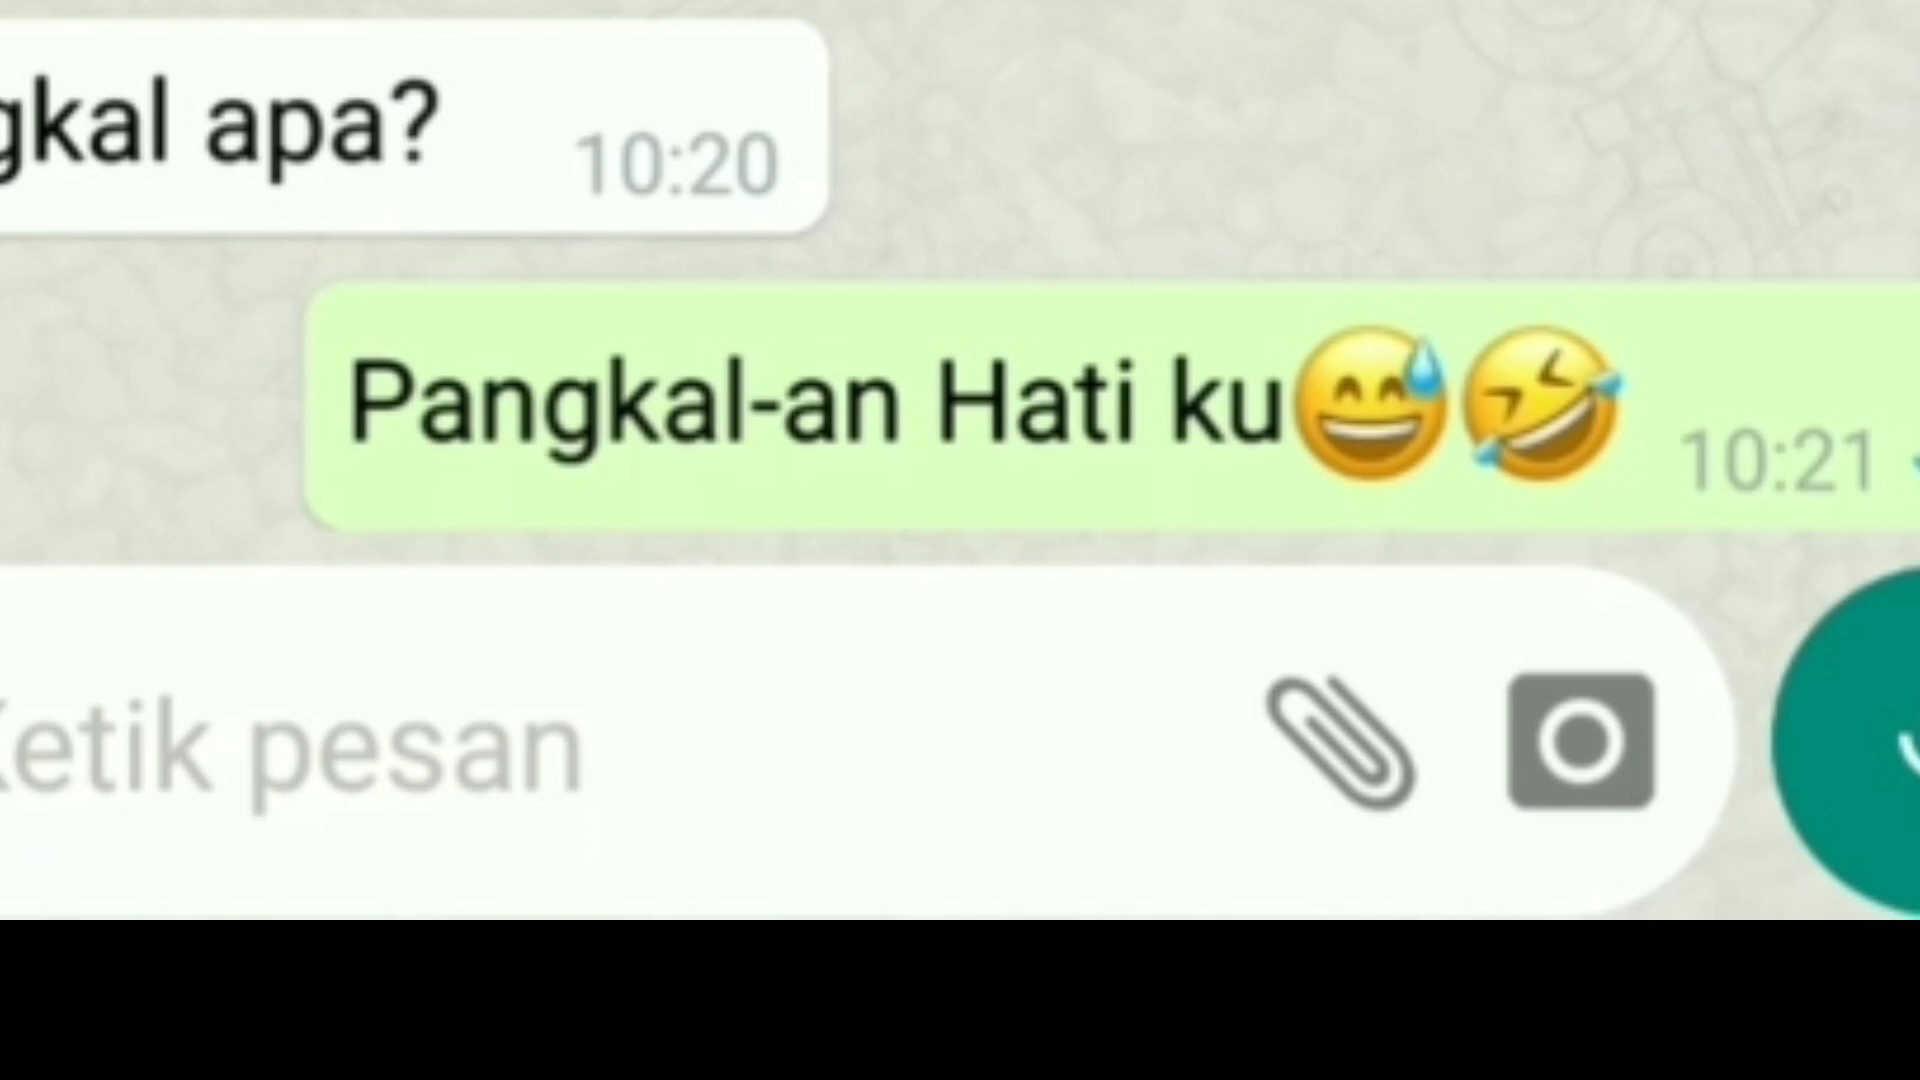 gkal apa?
10:20
Pangkal-an Hati ku😅🤣
10:21
Ketik pesan